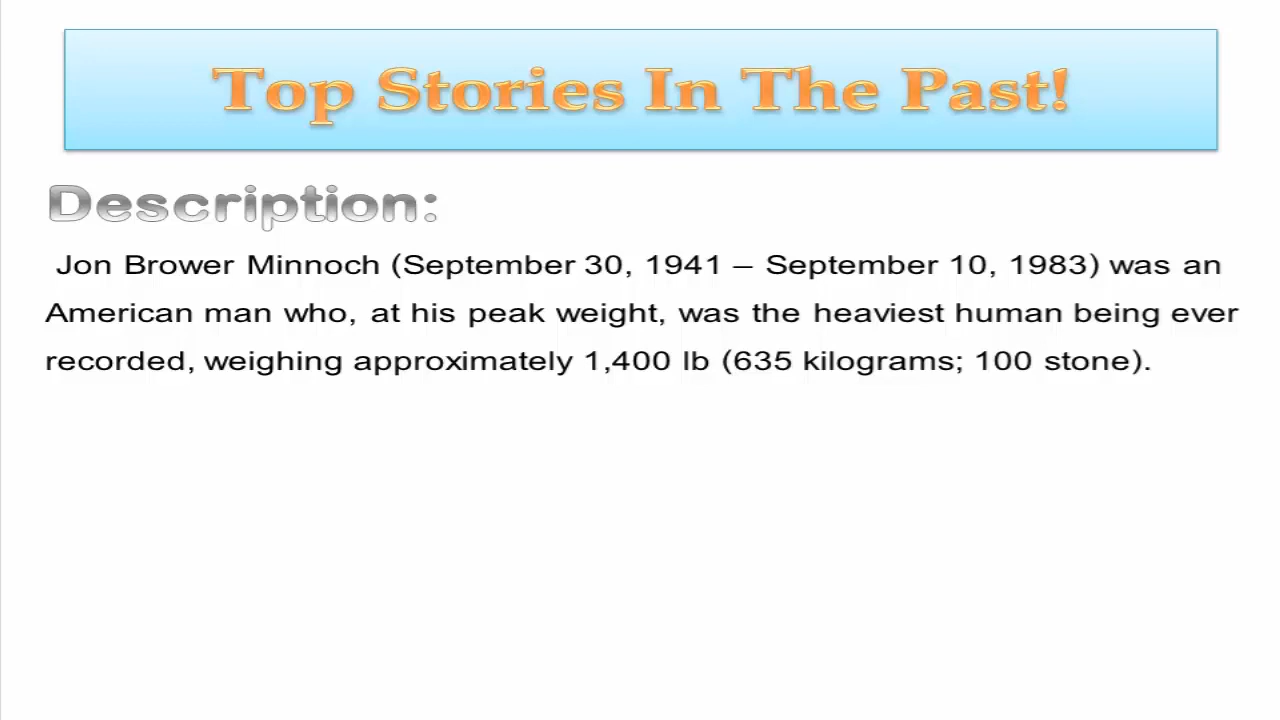 Top Stories In The Past!
Description:
Jon Brower Minnoch (September 30, 1941 – September 10, 1983) was an
American man who, at his peak weight, was the heaviest human being ever
recorded, weighing approximately 1,400 lb (635 kilograms; 100 stone).